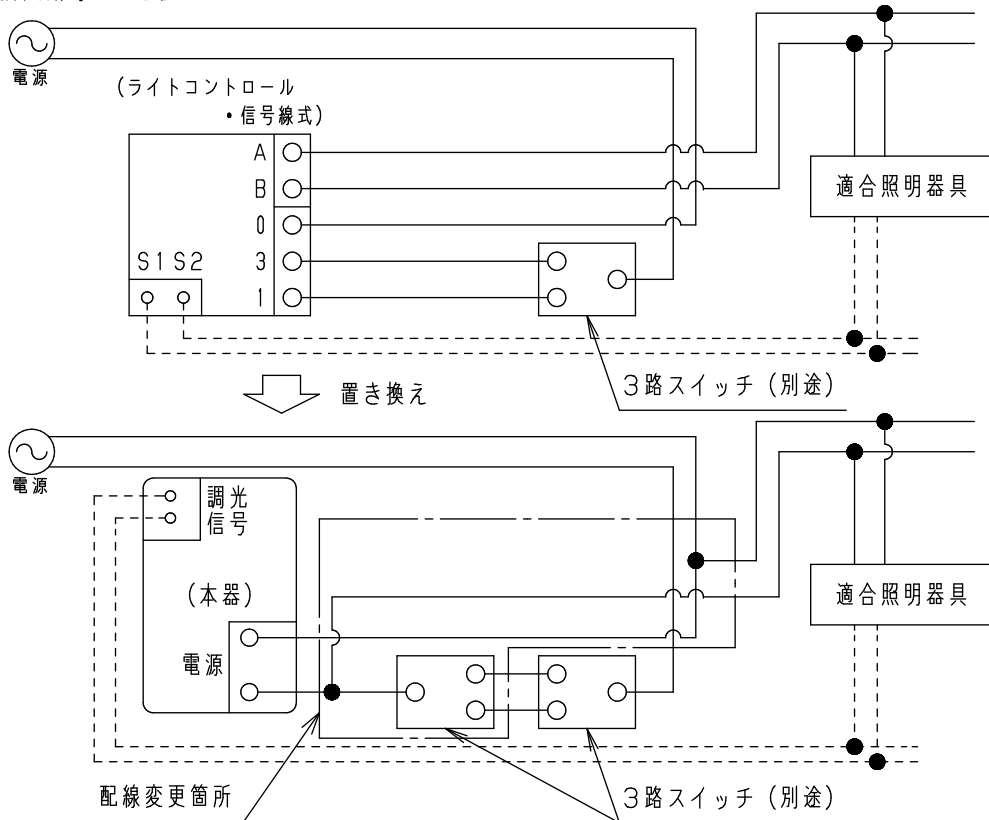 電源
(ライトコントロール
・信号線式)
A
B
0
3
1
S1 S2
適合照明器具
3路スイッチ(別途)
置き換え
電源
調光
信号
(本器)
電源
適合照明器具
配線変更箇所
3路スイッチ(別途)